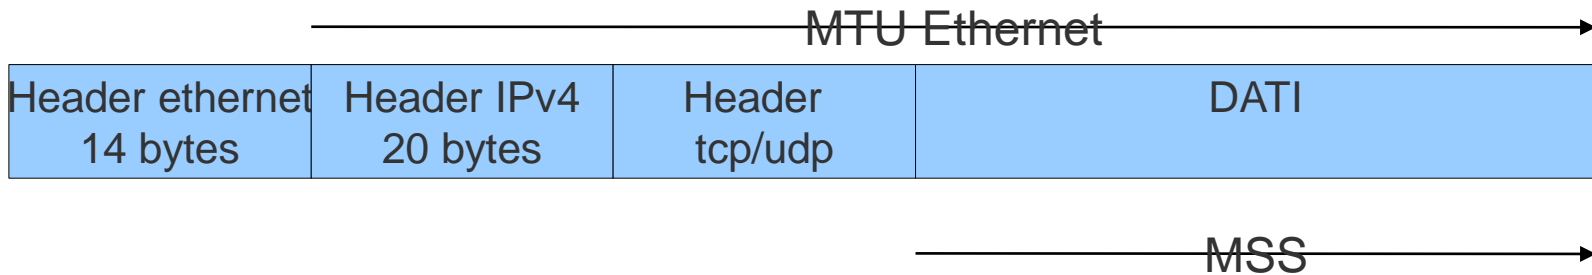 MTU Ethernet
Header ethernet
14 bytes
Header IPv4
20 bytes
Header
tcp/udp
DATI
MSS